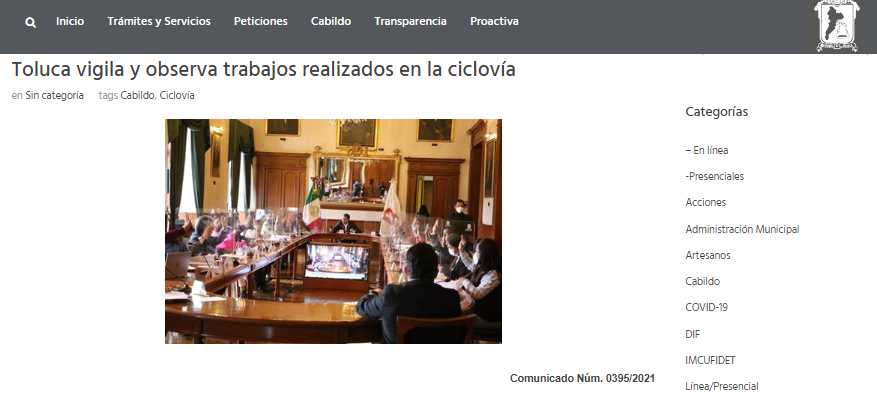 Inicio Trámites y Servicios Peticiones Cabildo Transparencia Proactiva
Toluca vigila y observa trabajos realizados en la ciclovía
en Sin categoría tags Cabildo, Ciclovía
Comunicado Núm. 0395/2021
Categorías
– En línea
-Presenciales
Acciones
Administración Municipal
Artesanos
Cabildo
COVID-19
DIF
IMCUFIDET
Línea/Presencial